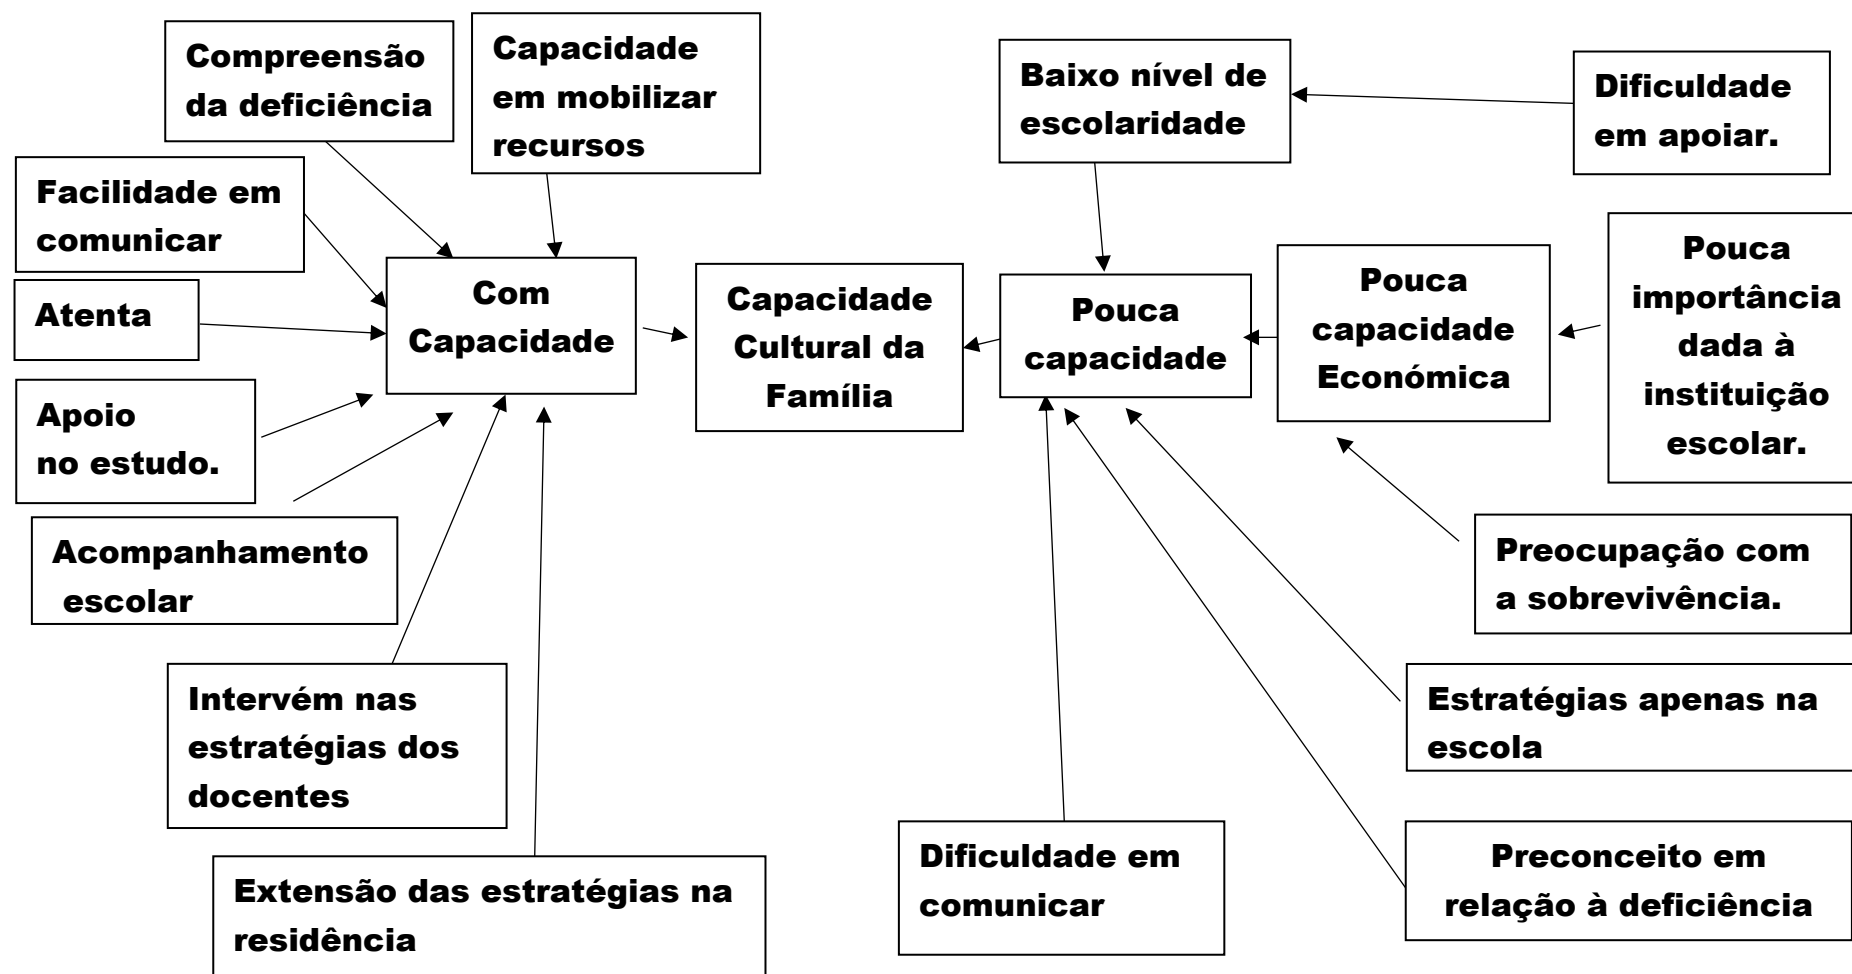 Compreensão
da deficiência
Capacidade
em mobilizar
recursos
Baixo nível de
escolaridade
Dificuldade
em apoiar.
Facilidade em
comunicar
Atenta
Com
Capacidade
Capacidade
Cultural da
Família
Pouca
capacidade
Pouca
capacidade
Económica
Pouca
importância
dada à
instituição
escolar.
Apoio
no estudo.
Acompanhamento
escolar
Preocupação com
a sobrevivência.
Intervém nas
estratégias dos
docentes
Estratégias apenas na
escola
Extensão das estratégias na
residência
Dificuldade em
comunicar
Preconceito em
relação à deficiência